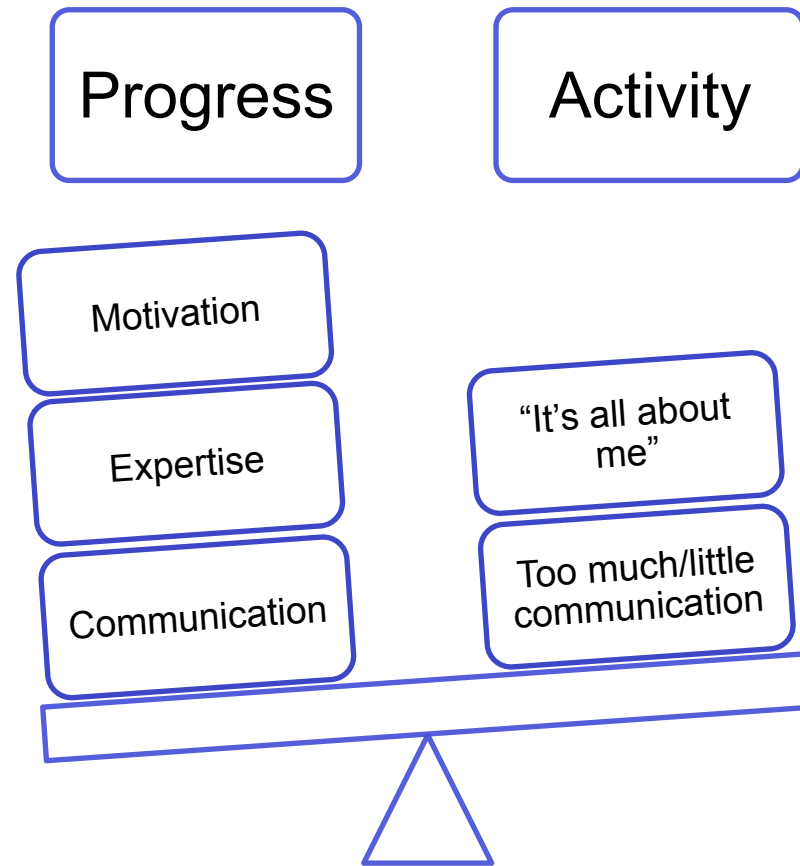 Progress
Activity
Motivation
Expertise
Communication
“It’s all about
me”
Too much/little
communication